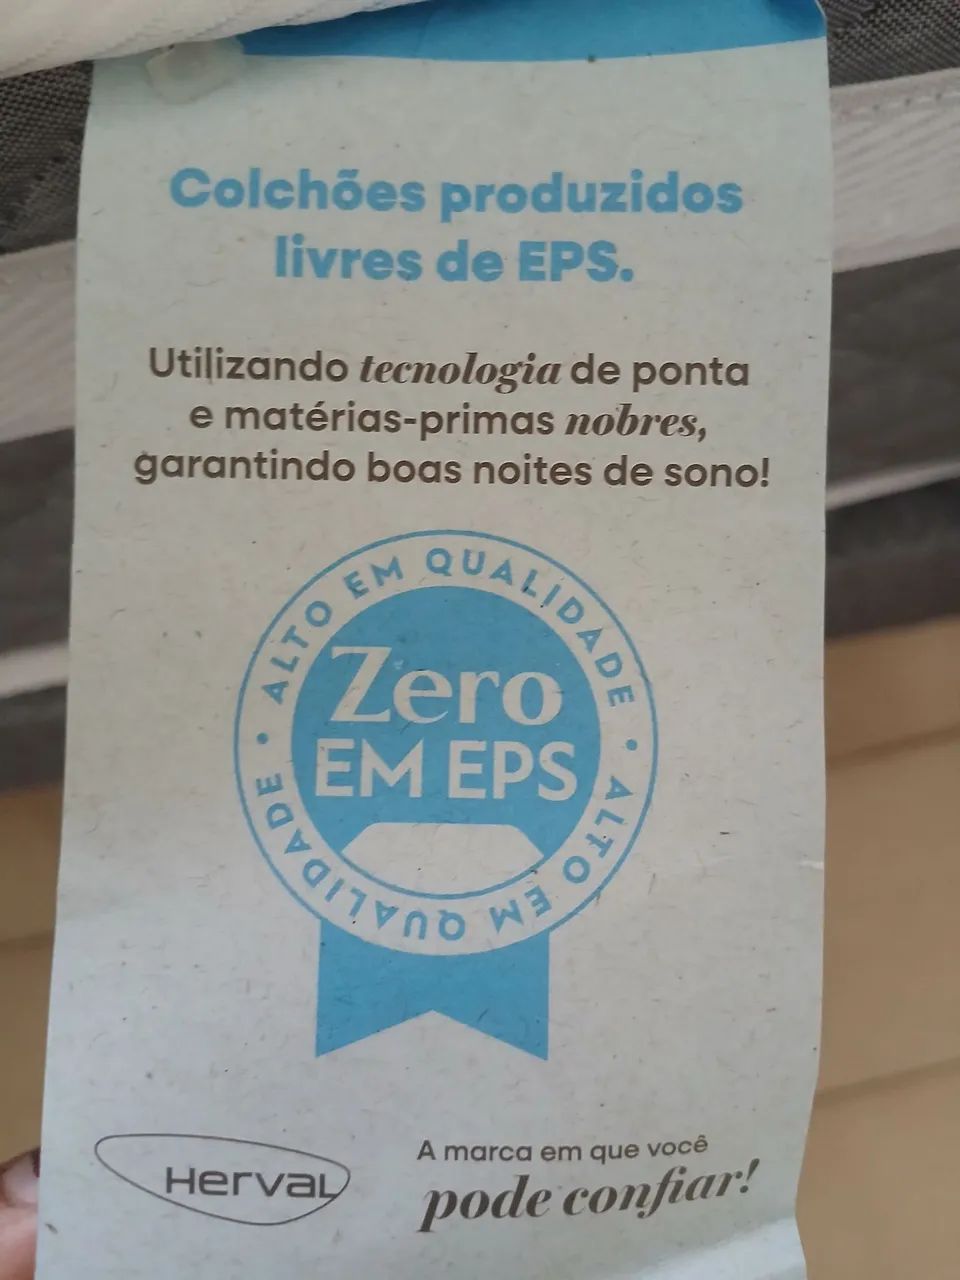 Colchões produzidos
livres de EPS.
Utilizando tecnologia de ponta
e matérias-primas nobres,
garantindo boas noites de sono!
ALTO EM QUALIDADE • ALTO EM QUALIDADE •
Zero
EM EPS
Herval
A marca em que você
pode confiar!